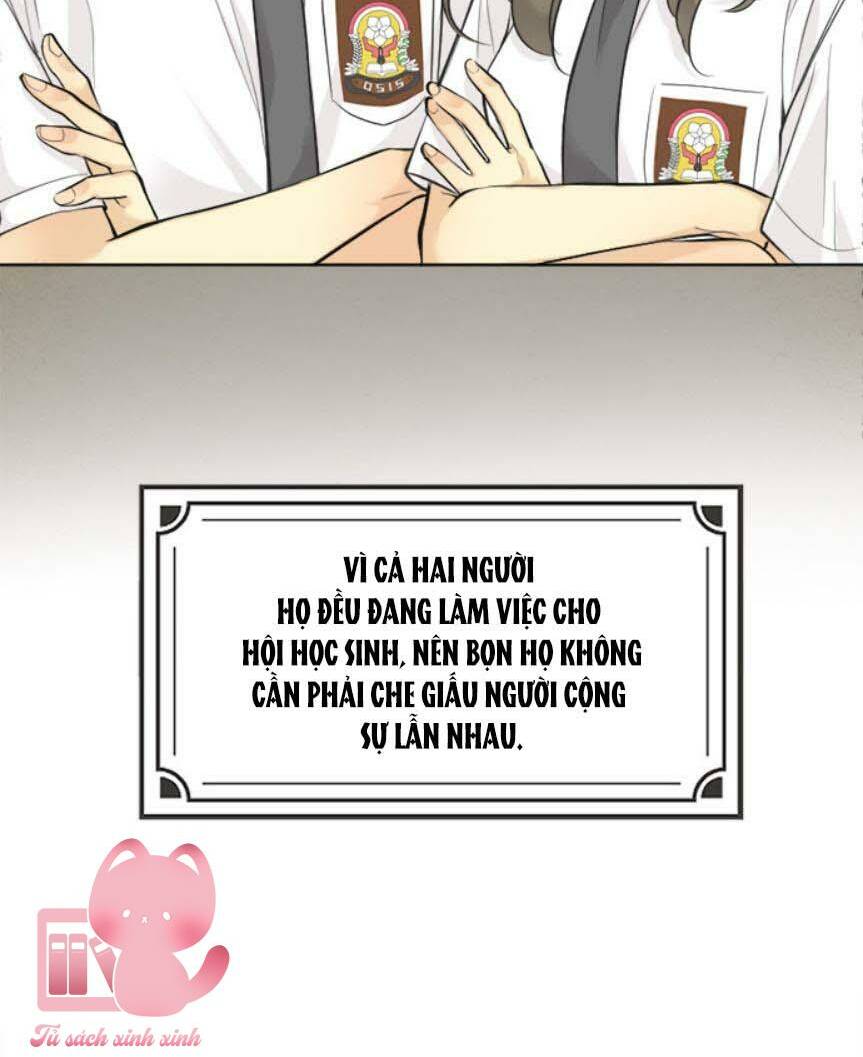 OSIS
VÌ CẢ HAI NGƯỜI
HỌ ĐỀU ĐANG LÀM VIỆC CHO
HỘI HỌC SINH, NÊN BỌN HỌ KHÔNG
CẦN PHẢI CHE GIẤU NGƯỜI CỘNG
SỰ LẪN NHAU.
Tủ sách xinh xinh